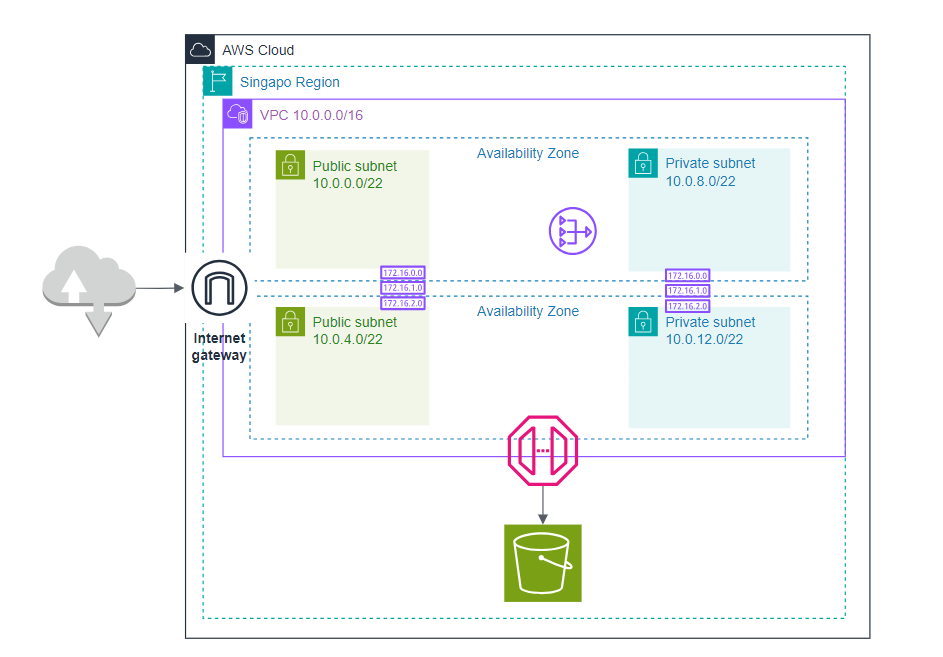 AWS Cloud
Singapo Region
VPC 10.0.0.0/16
Availability Zone
Public subnet
10.0.0.0/22
Private subnet
10.0.8.0/22
172.16.0.0
172.16.1.0
172.16.2.0
172.16.0.0
172.16.1.0
172.16.2.0
Internet
gateway
Availability Zone
Public subnet
10.0.4.0/22
Private subnet
10.0.12.0/22